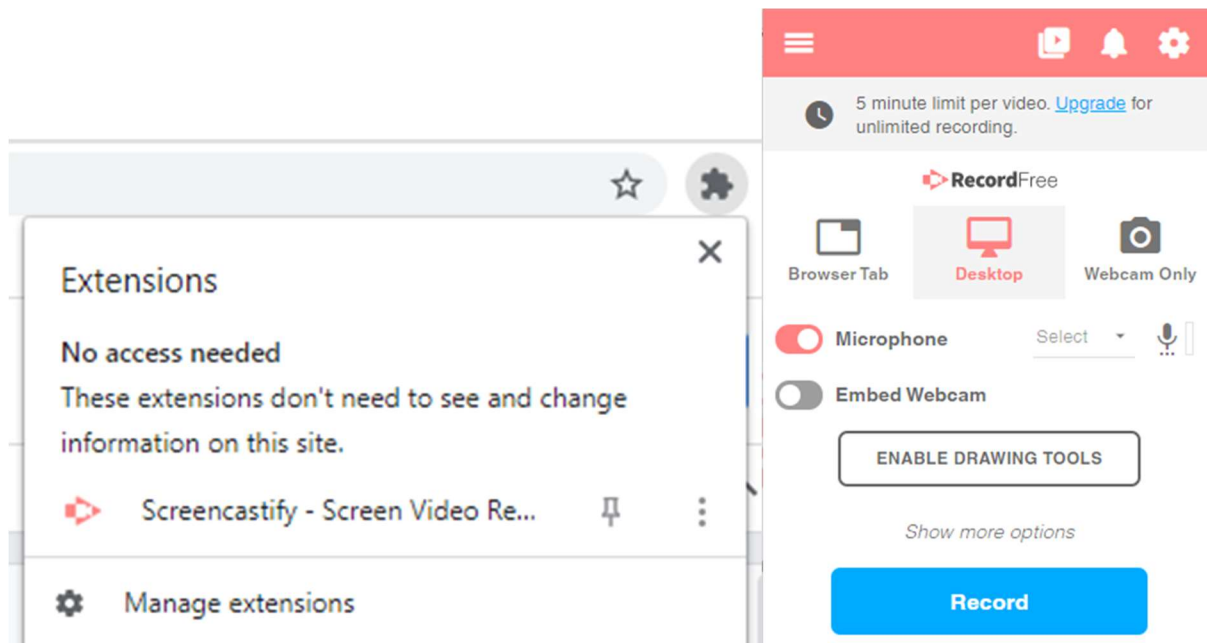 Extensions
No access needed
These extensions don't need to see and change
information on this site.
Screencastify - Screen Video Re...
Manage extensions
5 minute limit per video. Upgrade for
unlimited recording.
RecordFree
Browser Tab
Desktop
Webcam Only
Microphone
Select
Embed Webcam
ENABLE DRAWING TOOLS
Show more options
Record